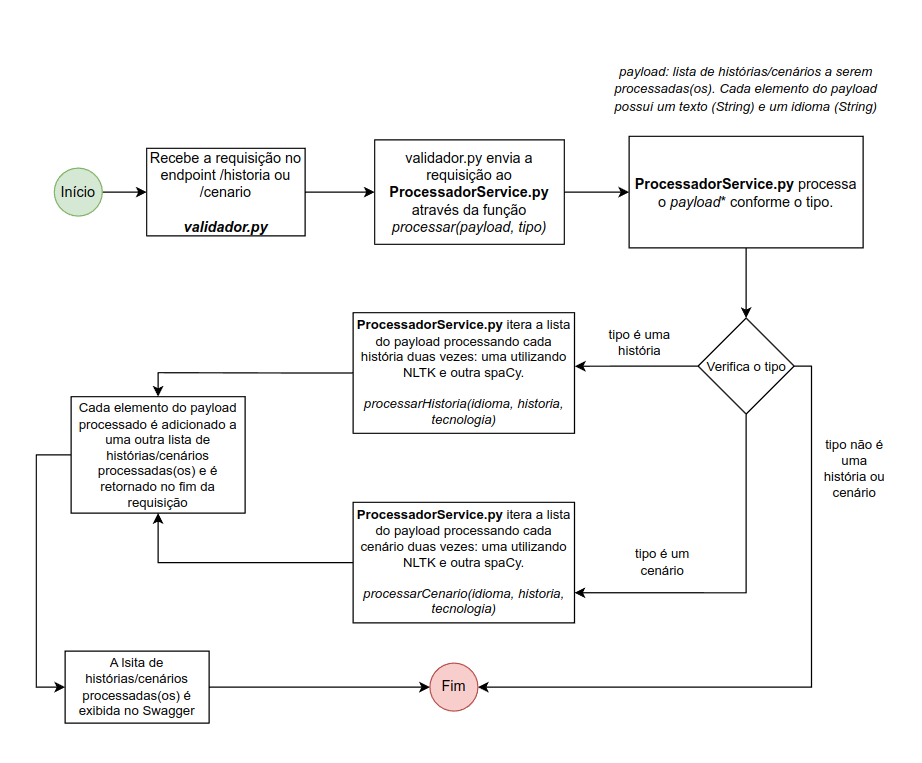 payload: lista de histórias/cenários a serem
processadas(os). Cada elemento do payload
possui um texto (String) e um idioma (String)
Início
Recebe a requisição no
endpoint /historia ou
/cenario
validador.py
validador.py envia a
requisição ao
ProcessadorService.py
através da função
processar(payload, tipo)
ProcessadorService.py processa
o payload* conforme o tipo.
Verifica o tipo
tipo é uma
história
tipo não é
uma
história ou
cenário
tipo é um
cenário
ProcessadorService.py itera a lista
do payload processando cada
história duas vezes: uma utilizando
NLTK e outra spaCy.
processarHistoria(idioma, historia,
tecnologia)
ProcessadorService.py itera a lista
do payload processando cada
cenário duas vezes: uma utilizando
NLTK e outra spaCy.
processarCenario(idioma, historia,
tecnologia)
Cada elemento do payload
processado é adicionado a
uma outra lista de
histórias/cenários
processadas(os) e é
retornado no fim da
requisição
A lsita de
histórias/cenários
processadas(os) é
exibida no Swagger
Fim